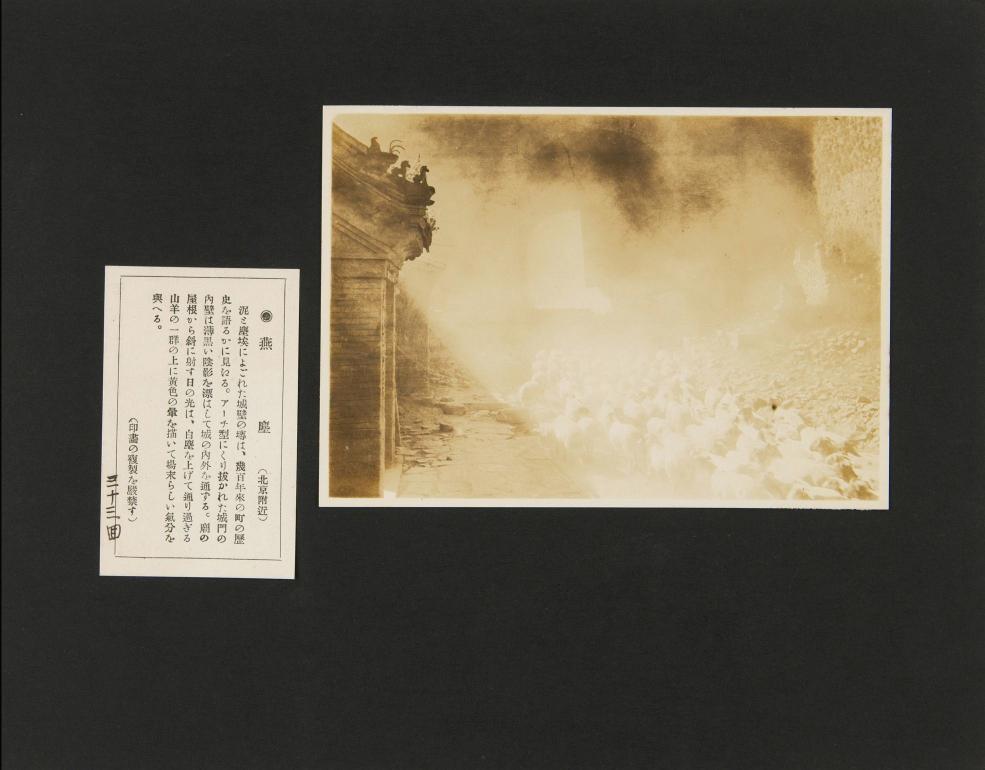 ◉燕塵（北京附近）
泥と塵埃によごれた城壁の塼は、幾百年來の町の歷
史を語るかに見ゆる。アーチ型にくり拔かれた城門の
內壁は薄黑い陰影を漂はして城の內外を通ずる。廟の
屋根から斜に射す日の光は、白塵を上げて通り過ぎる
山羊の一群の上に黃色の暈を描いて場末らしい氣分を
與へる。
（印畫の複製を嚴禁す）
三十三回